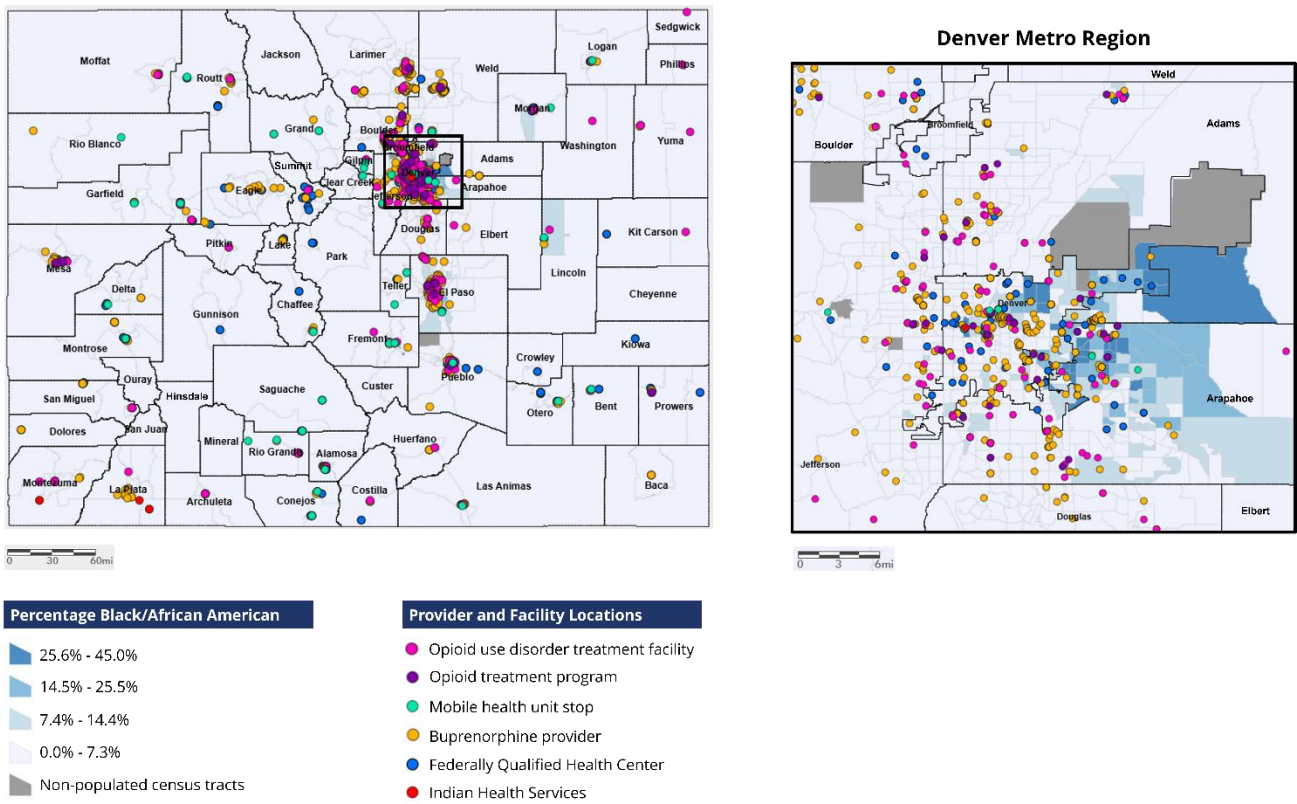 Sedgwick
Jackson
Larimer
Logan
Moffat
Weld
Phillips
Routt
Morgan
Grand
Boulder
Washington
Yuma
Rio Blanco
Broomfield
Gilpin
Adams
Summit
Denver
Clear Creek
Garfield
Eagle
Arapahoe
Jefferson
Douglas
Elbert
Kit Carson
Pitkin
Lake
Park
Mesa
Lincoln
Teller
El Paso
Delta
Cheyenne
Chaffee
Gunnison
Fremont
Kiowa
Montrose
Crowley
Pueblo
Ouray
Custer
Saguache
Hinsdale
San Miguel
Otero
Bent
Prowers
Dolores
San Juan
Mineral
Huerfano
Rio Grande
Alamosa
Montezuma
La Plata
Las Animas
Baca
Archuleta
Conejos
Costilla
0 30 60mi
Denver Metro Region
Weld
Adams
Broomfield
Boulder
Denver
Arapahoe
Jefferson
Elbert
Douglas
0 3 6mi
Percentage Black/African American
25.6% - 45.0%
14.5% - 25.5%
7.4% - 14.4%
0.0% - 7.3%
Non-populated census tracts
Provider and Facility Locations
Opioid use disorder treatment facility
Opioid treatment program
Mobile health unit stop
Buprenorphine provider
Federally Qualified Health Center
Indian Health Services